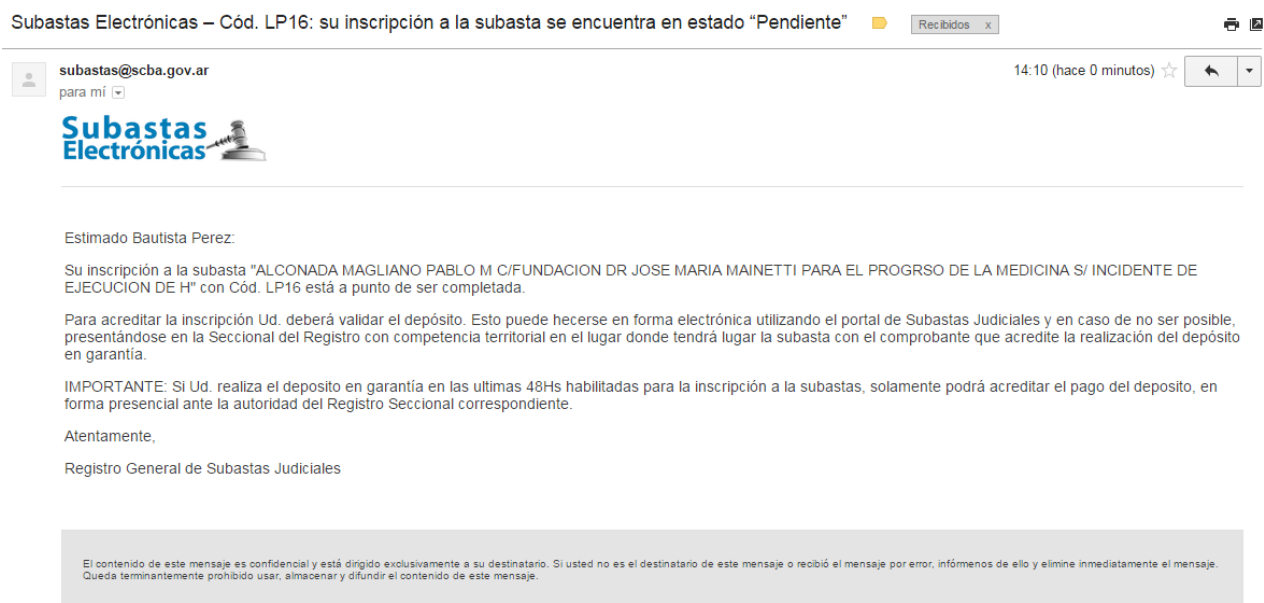 Subastas Electrónicas – Cód. LP16: su inscripción a la subasta se encuentra en estado “Pendiente”
Recibidos x
subastas@scba.gov.ar
14:10 (hace 0 minutos)
para mí
Subastas
Electrónicas
Estimado Bautista Perez:
Su inscripción a la subasta "ALCONADA MAGLIANO PABLO M C/FUNDACION DR JOSE MARIA MAINETTI PARA EL PROGRSO DE LA MEDICINA S/ INCIDENTE DE
EJECUCION DE H" con Cód. LP16 está a punto de ser completada.
Para acreditar la inscripción Ud. deberá validar el depósito. Esto puede hecerse en forma electrónica utilizando el portal de Subastas Judiciales y en caso de no ser posible,
presentándose en la Seccional del Registro con competencia territorial en el lugar donde tendrá lugar la subasta con el comprobante que acredite la realización del depósito
en garantía.
IMPORTANTE: Si Ud. realiza el deposito en garantía en las ultimas 48Hs habilitadas para la inscripción a la subastas, solamente podrá acreditar el pago del deposito, en
forma presencial ante la autoridad del Registro Seccional correspondiente.
Atentamente,
Registro General de Subastas Judiciales
El contenido de este mensaje es confidencial y está dirigido exclusivamente a su destinatario. Si usted no es el destinatario de este mensaje o recibió el mensaje por error, infórmenos de ello y elimine inmediatamente el mensaje.
Queda terminantemente prohibido usar, almacenar y difundir el contenido de este mensaje.